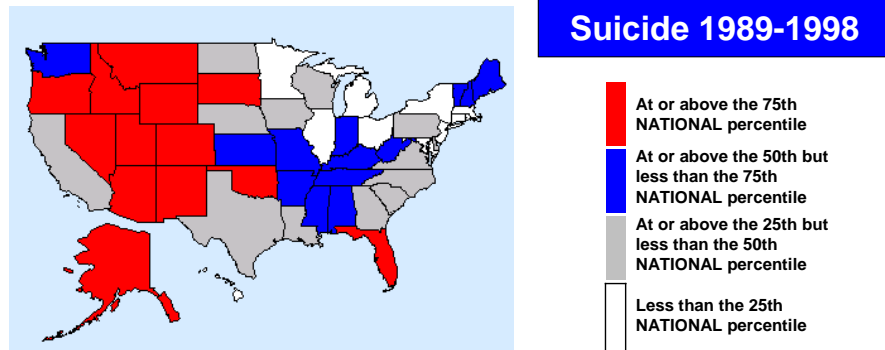 Suicide 1989-1998
At or above the 75th
NATIONAL percentile
At or above the 50th but
less than the 75th
NATIONAL percentile
At or above the 25th but
less than the 50th
NATIONAL percentile
Less than the 25th
NATIONAL percentile